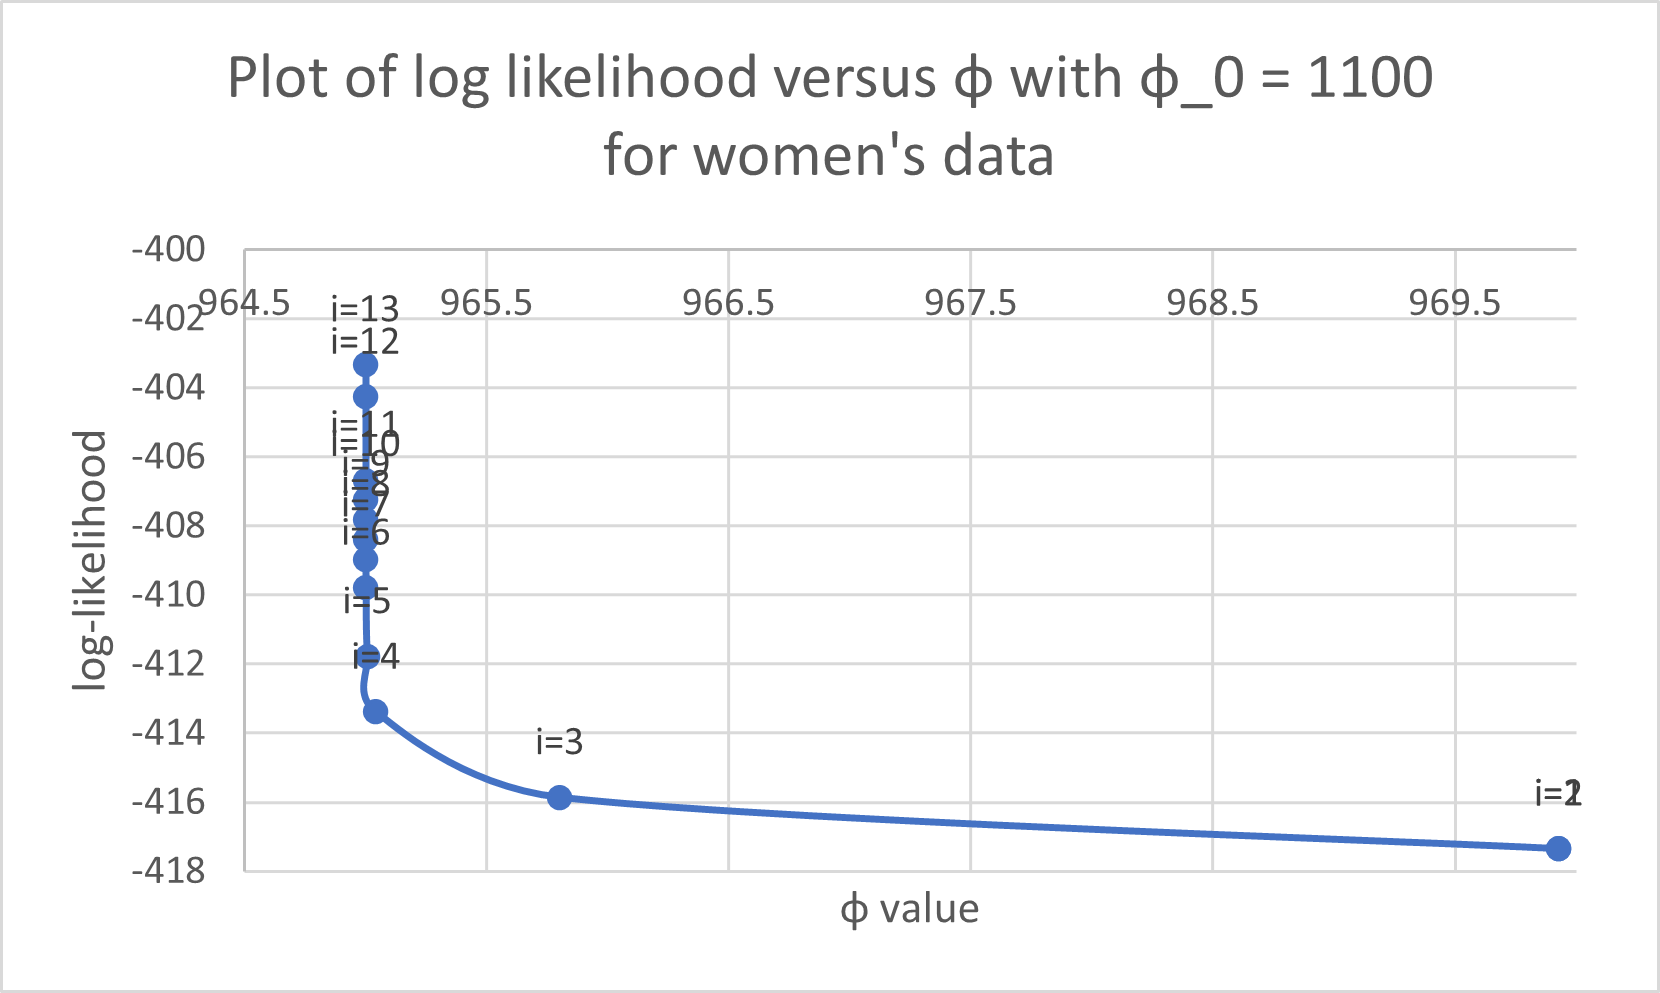 Plot of log likelihood versus ϕ with ϕ_0 = 1100
for women's data
-400
964.5 965.5 966.5 967.5 968.5 969.5
-402
i=13
i=12
-404
i=11
i=10
-406
i=9
i=8
i=7
-408
i=6
-410
i=5
-412
i=4
-414
i=3
i=2
i=1
-416
-418
log-likelihood
ϕ value